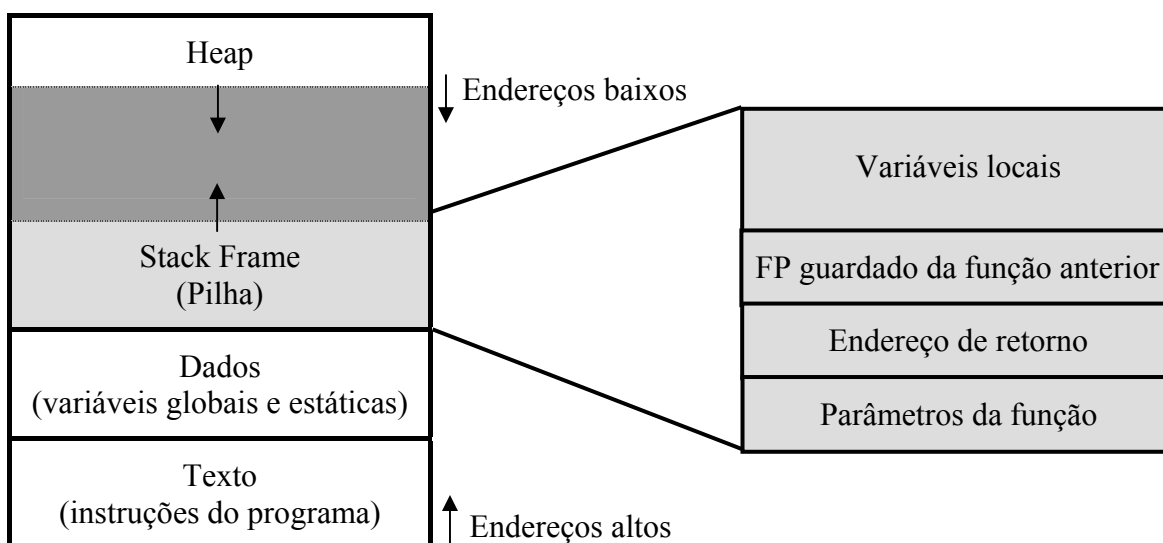 Heap
Endereços baixos
Stack Frame
(Pilha)
Dados
(variáveis globais e estáticas)
Texto
(instruções do programa)
Endereços altos
Variáveis locais
FP guardado da função anterior
Endereço de retorno
Parâmetros da função